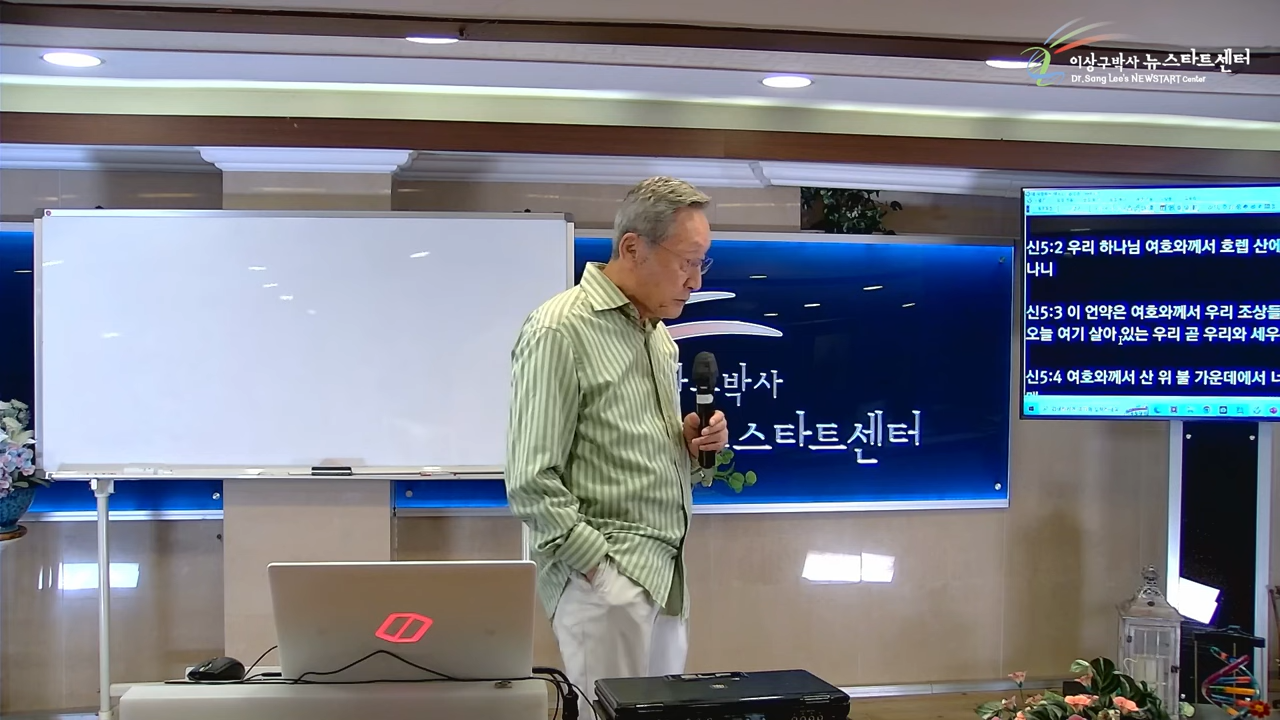 이상구박사 뉴스타트센터
Dr. Sang Lee's NEWSTART Center
신5:2 우리 하나님 여호와께서 호렙 산에
나니
신5:3 이 언약은 여호와께서 우리 조상들
오늘 여기 살아 있는 우리 곧 우리와 세우
신5:4 여호와께서 산 위 불 가운데에서 너
박사
스타트센터